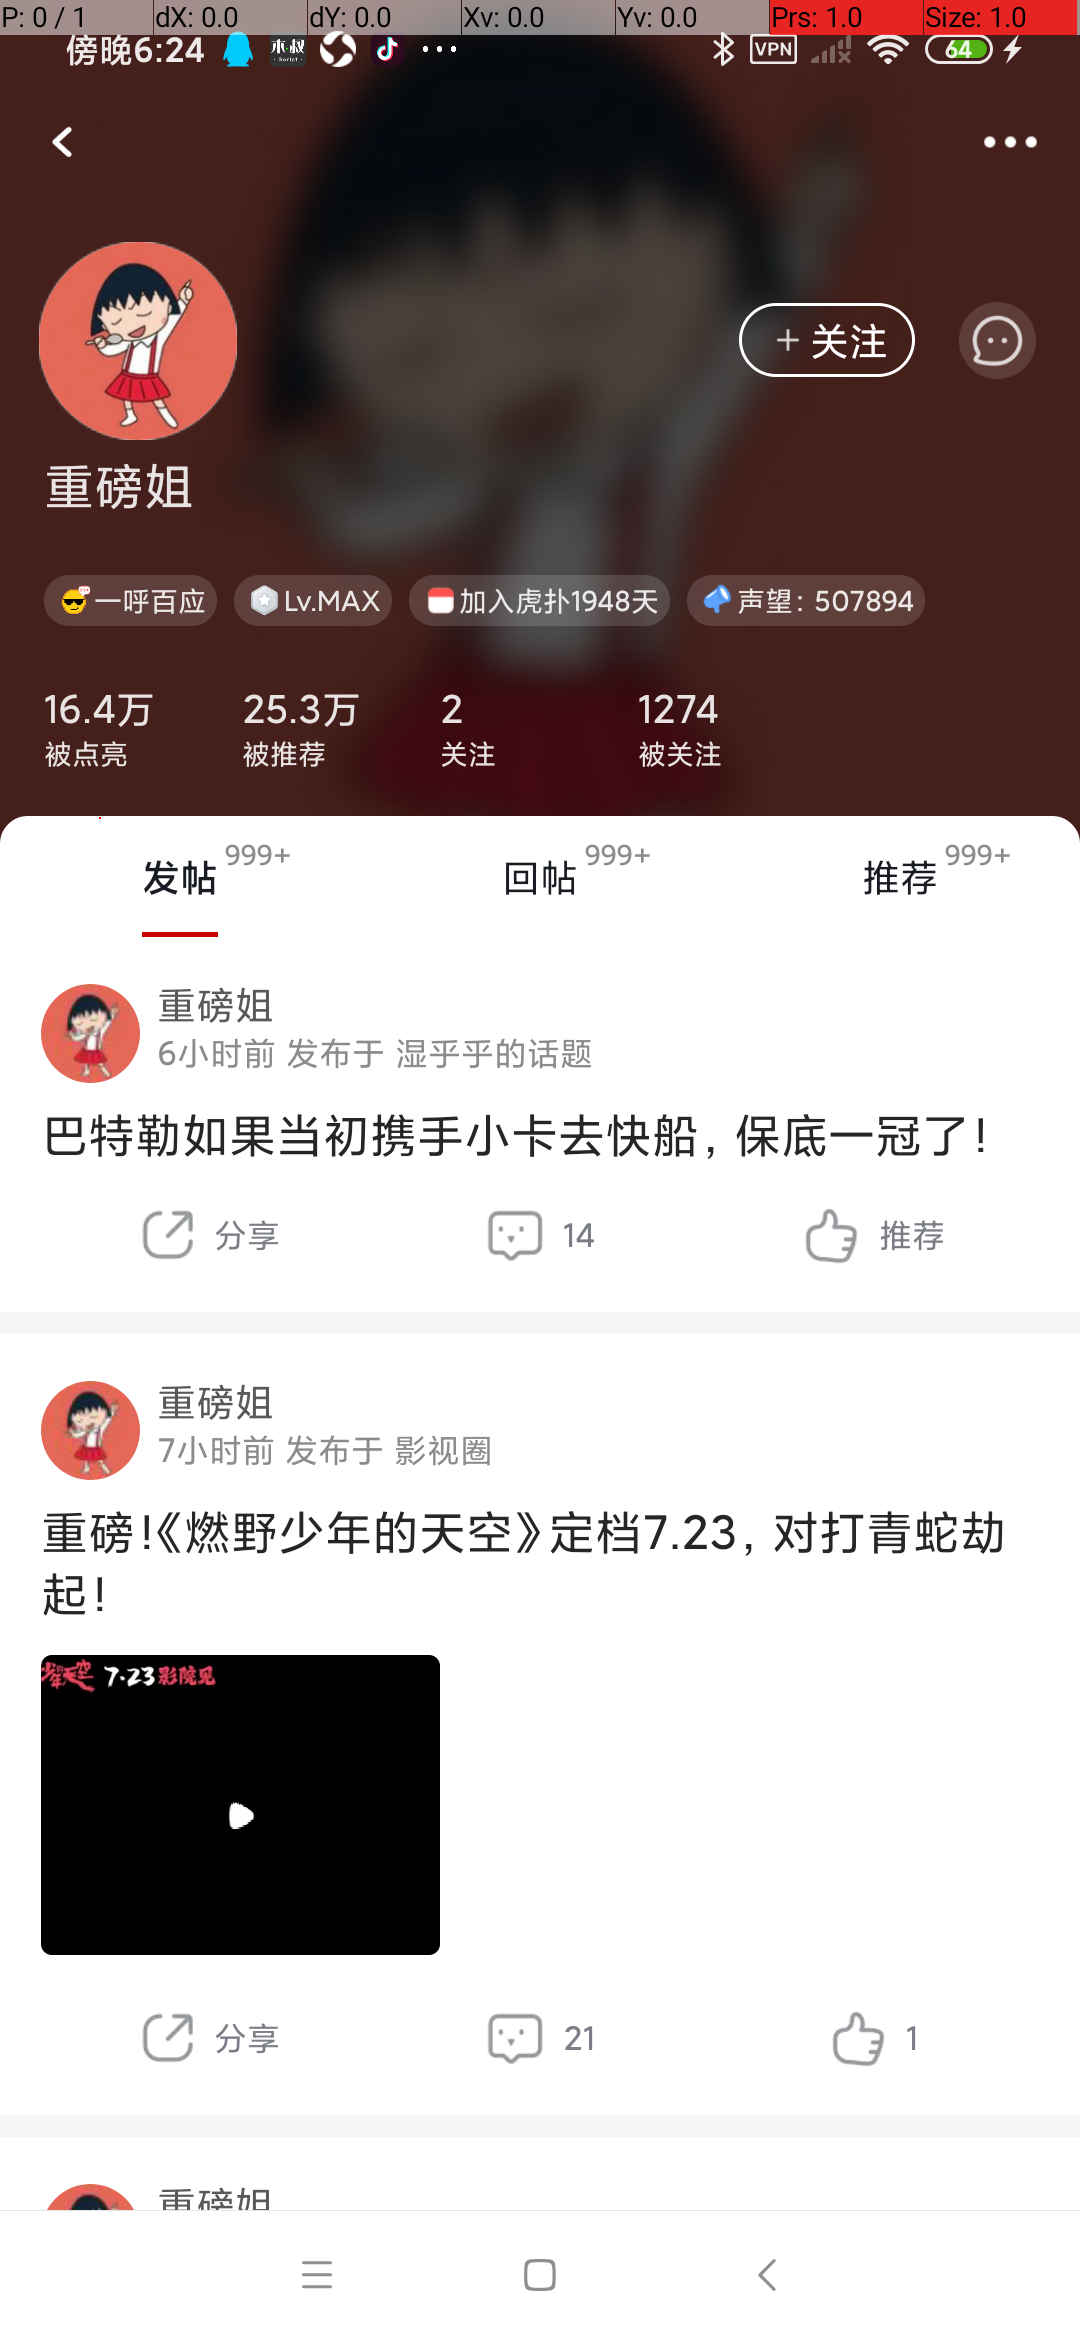 P: 0 / 1 dX: 0.0 dY: 0.0 Xv: 0.0 Yv: 0.0 Prs: 1.0 Size: 1.0
傍晚6:24 木叔 Script VPN 64
重磅姐
+ 关注
一呼百应 Lv.MAX 加入虎扑1948天 声望：507894
16.4万 25.3万 2 1274
被点亮 被推荐 关注 被关注
发帖 999+ 回帖 999+ 推荐 999+
重磅姐
6小时前 发布于 湿乎乎的话题
巴特勒如果当初携手小卡去快船，保底一冠了！
分享 14 推荐
重磅姐
7小时前 发布于 影视圈
重磅！《燃野少年的天空》定档7.23，对打青蛇劫
起！
少年天空 7·23影院见
分享 21 1
重磅姐